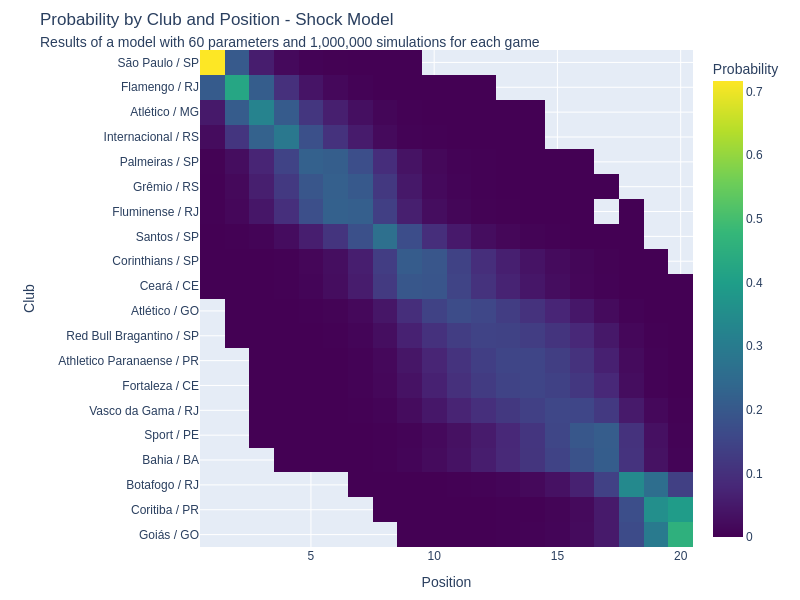 Probability by Club and Position - Shock Model
Results of a model with 60 parameters and 1,000,000 simulations for each game
Probability
São Paulo / SP
Flamengo / RJ
Atlético / MG
Internacional / RS
Palmeiras / SP
Grêmio / RS
Fluminense / RJ
Santos / SP
Corinthians / SP
Ceará / CE
Atlético / GO
Red Bull Bragantino / SP
Athletico Paranaense / PR
Fortaleza / CE
Vasco da Gama / RJ
Sport / PE
Bahia / BA
Botafogo / RJ
Coritiba / PR
Goiás / GO
Club
5
10
15
20
Position
0.7
0.6
0.5
0.4
0.3
0.2
0.1
0